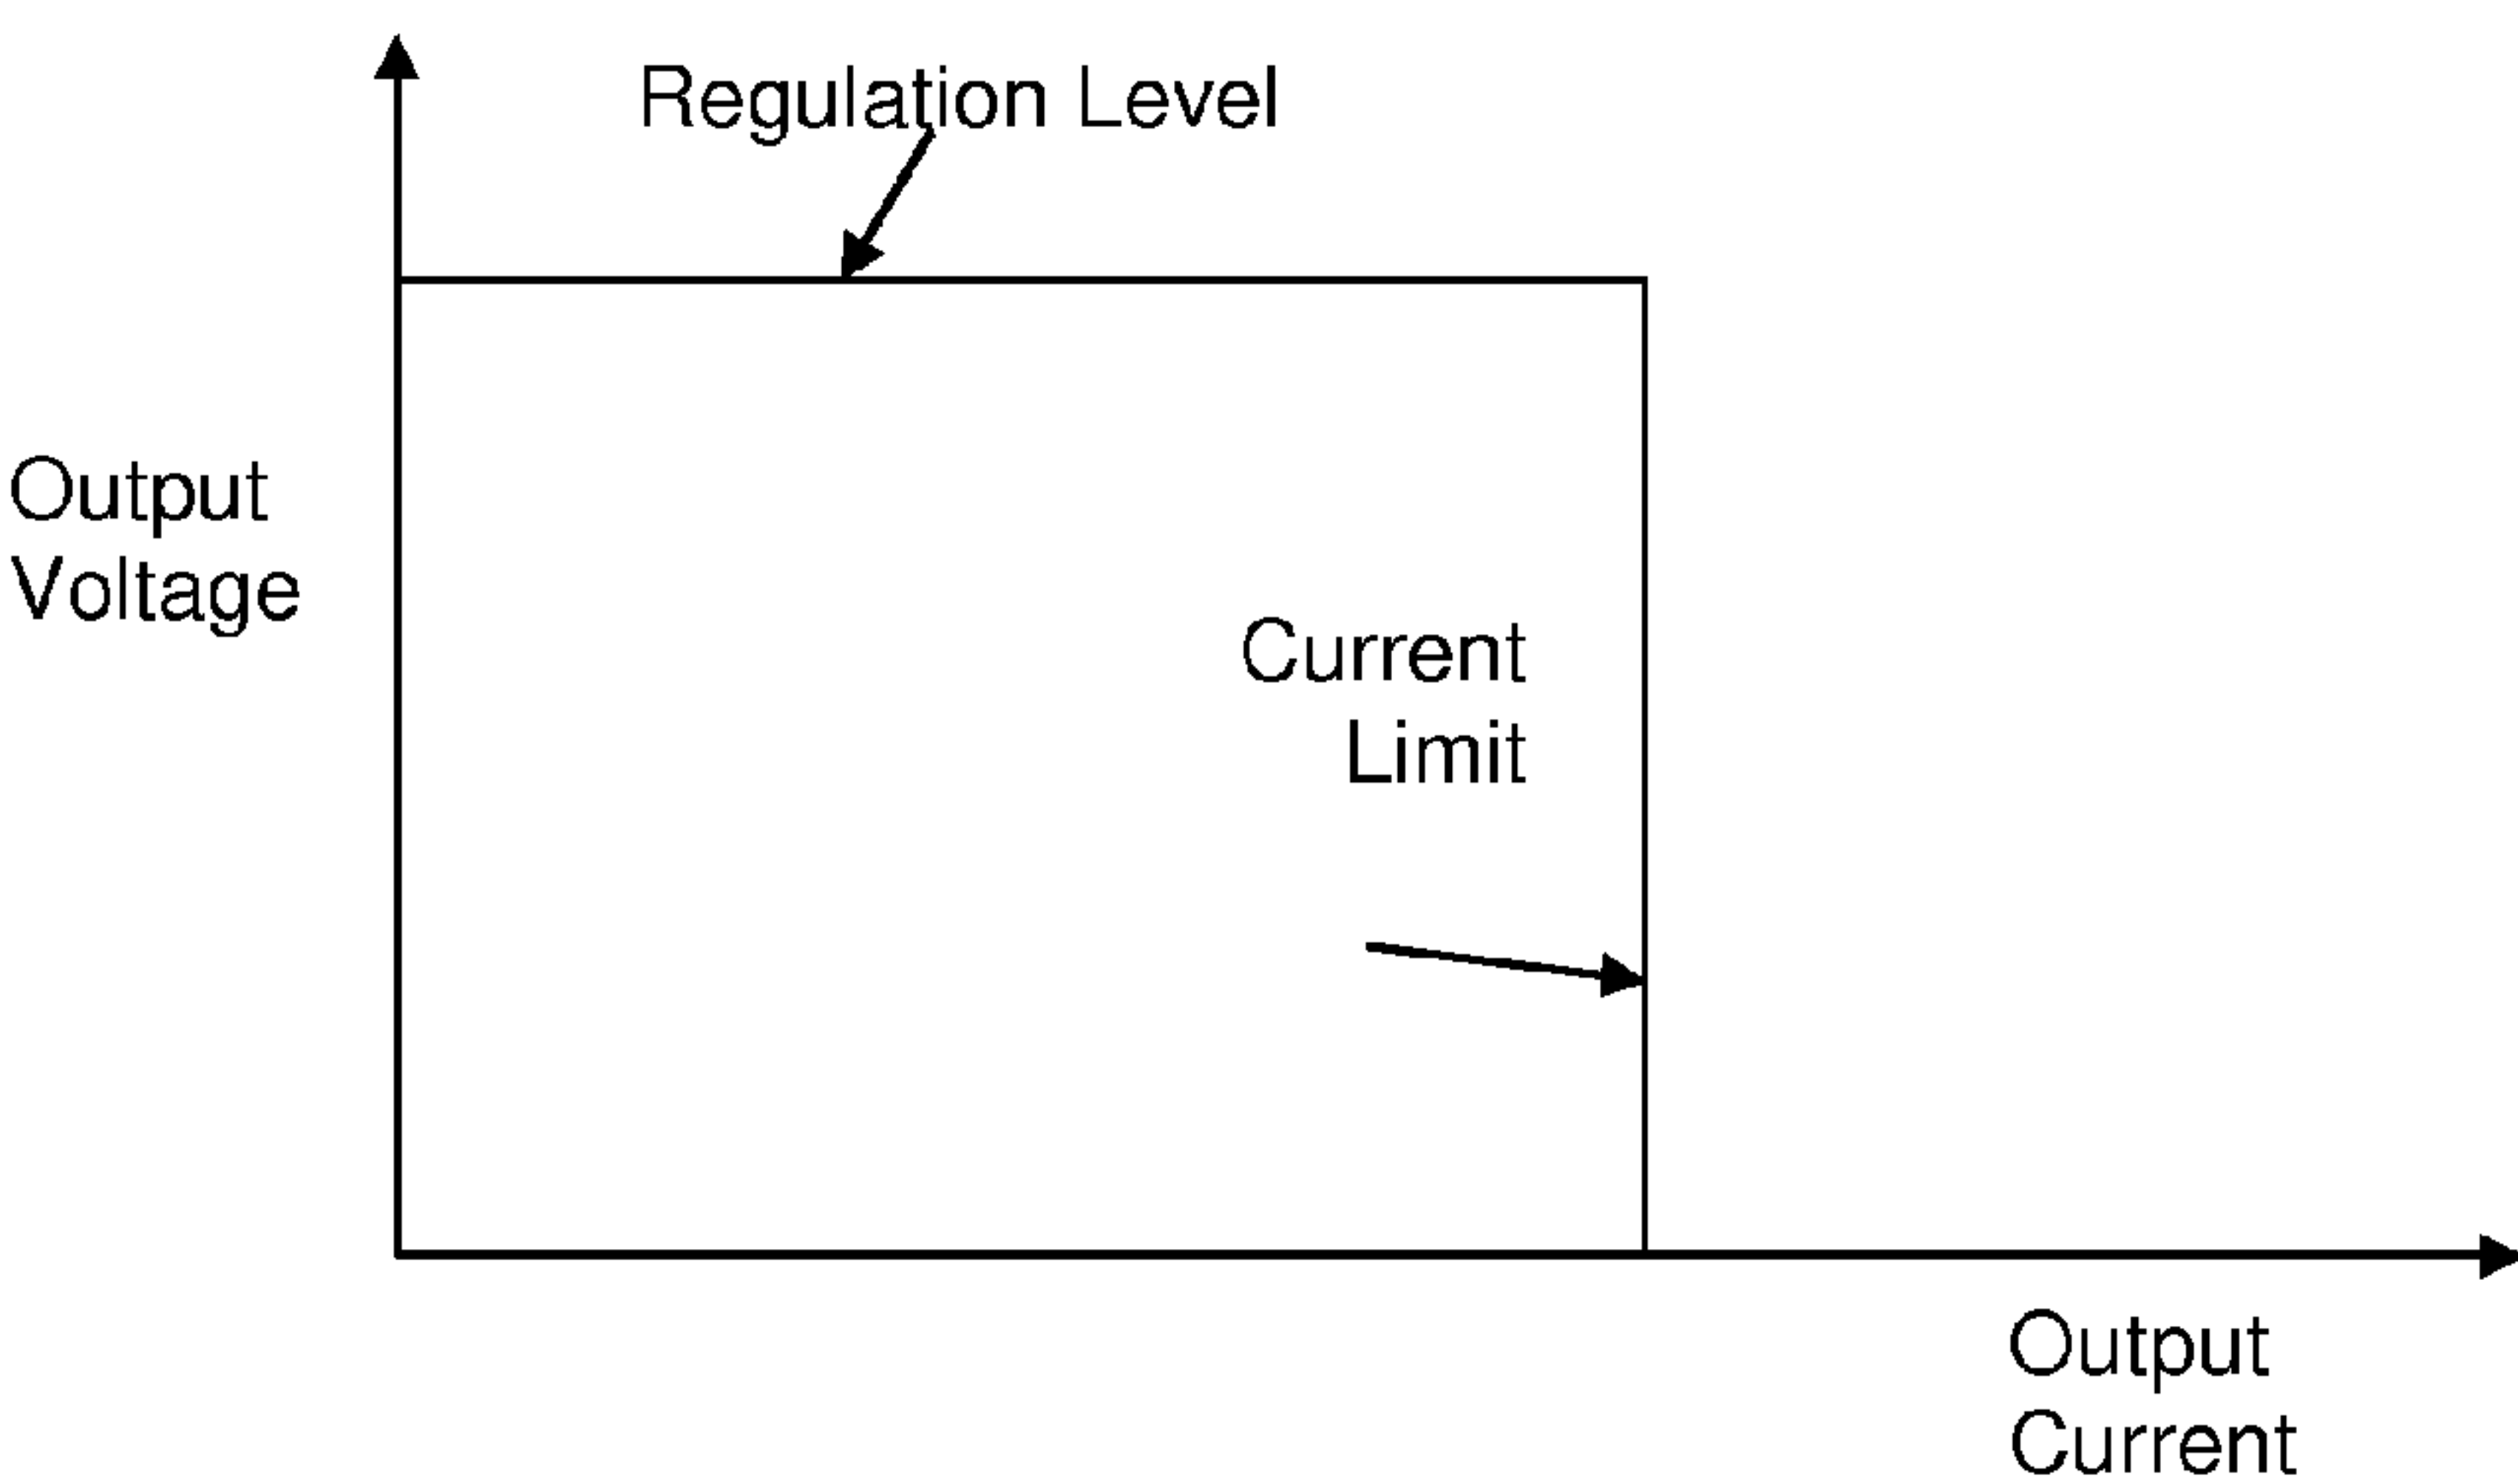 Regulation Level
Output
Voltage
Current
Limit
Output
Current